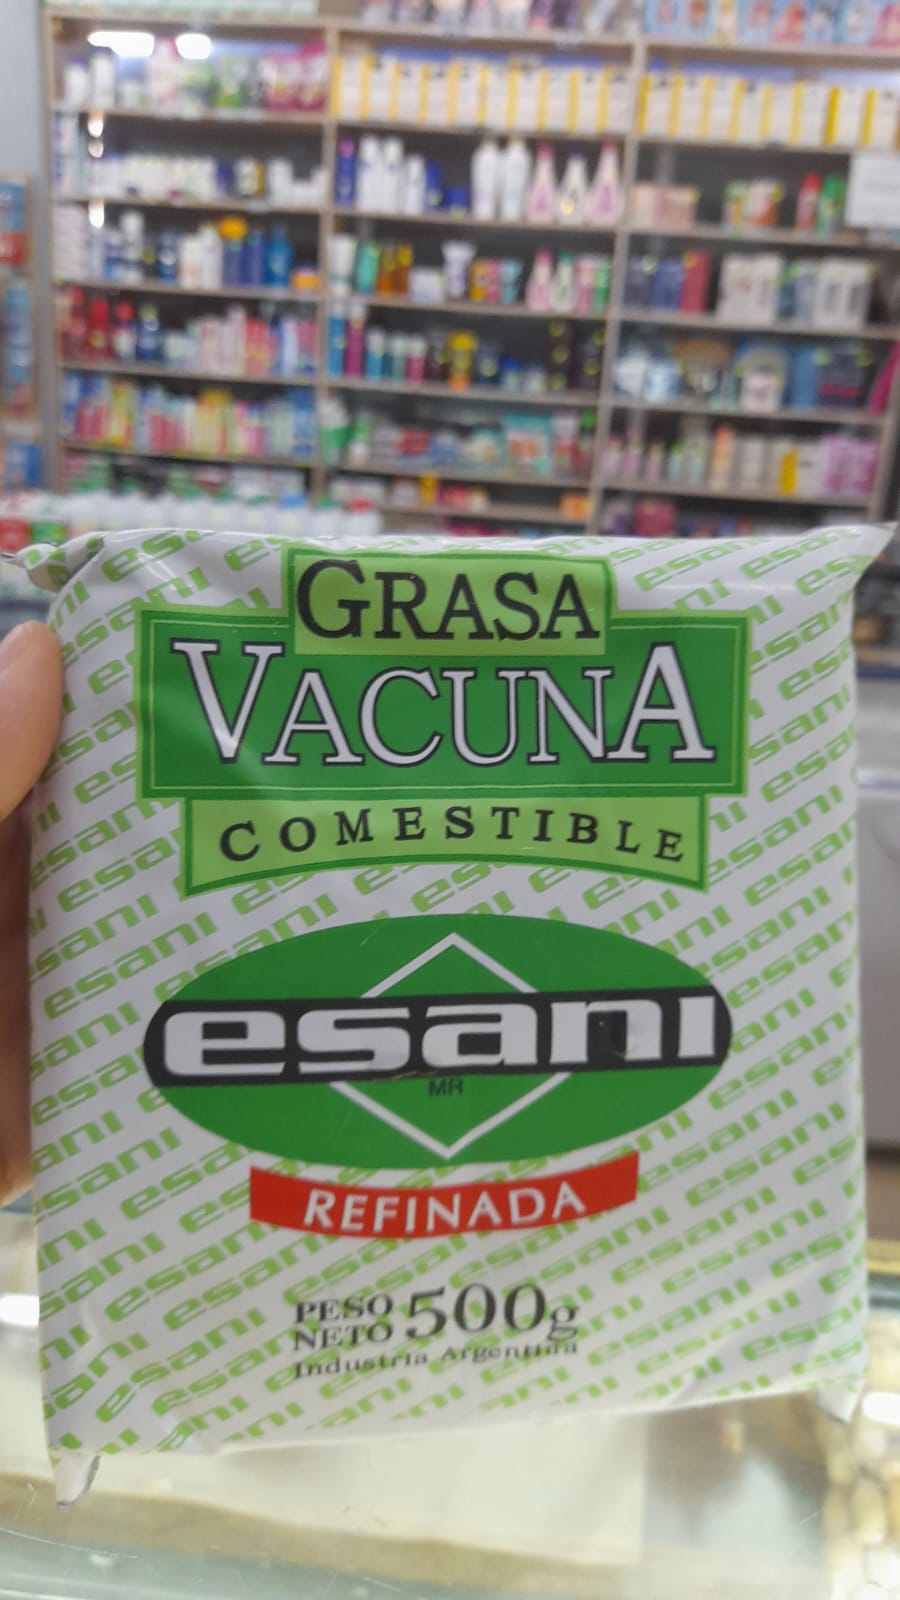 GRASA
VACUNA
COMESTIBLE
esani
MR
REFINADA
PESO
NETO 500g
Industria Argentina